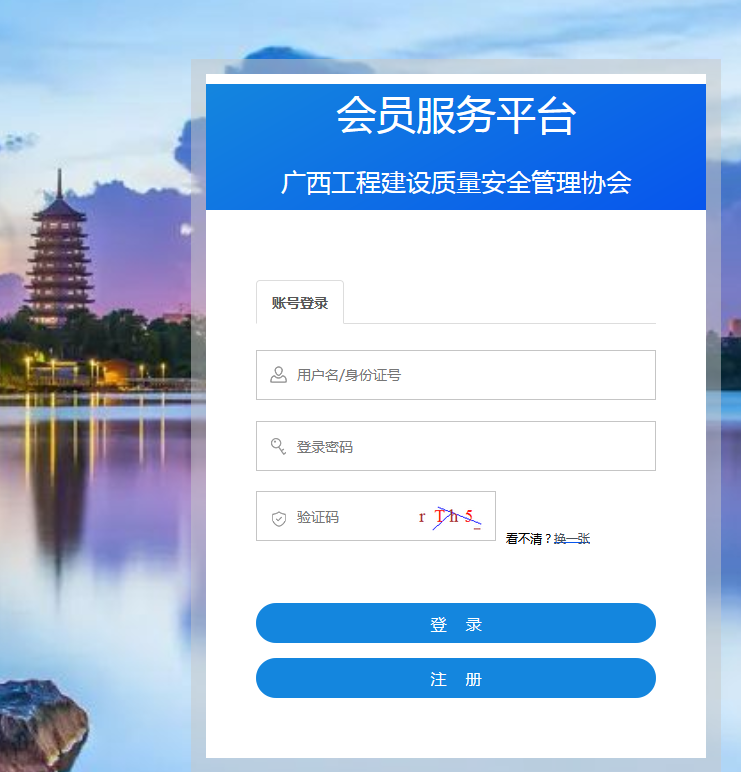 会员服务平台
广西工程建设质量安全管理协会
账号登录
用户名/身份证号
登录密码
验证码 r Th5
看不清？换一张
登 录
注 册